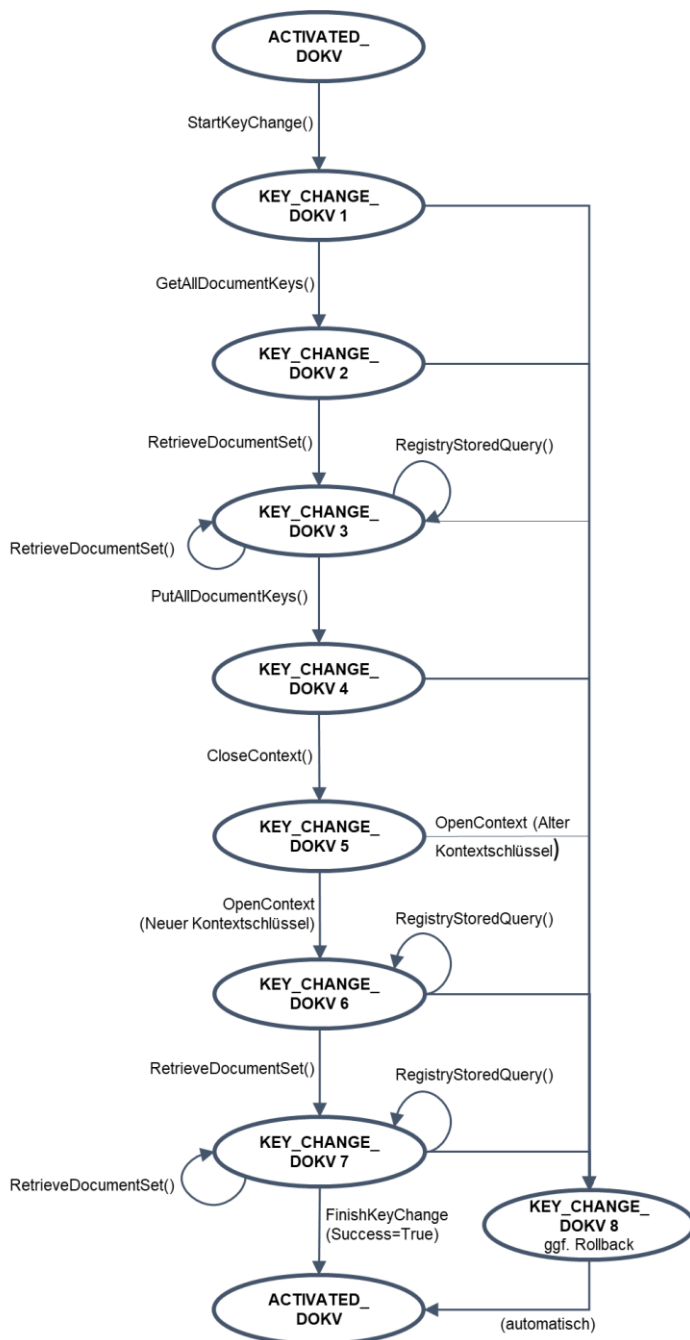 ACTIVATED_
DOKV
StartKeyChange()
KEY_CHANGE_
DOKV 1
GetAllDocumentKeys()
KEY_CHANGE_
DOKV 2
RetrieveDocumentSet()
RegistryStoredQuery()
KEY_CHANGE_
DOKV 3
RetrieveDocumentSet()
PutAllDocumentKeys()
KEY_CHANGE_
DOKV 4
CloseContext()
KEY_CHANGE_
DOKV 5
OpenContext (Alter
Kontextschlüssel)
OpenContext
(Neuer Kontextschlüssel)
RegistryStoredQuery()
KEY_CHANGE_
DOKV 6
RetrieveDocumentSet()
RegistryStoredQuery()
KEY_CHANGE_
DOKV 7
RetrieveDocumentSet()
FinishKeyChange
(Success=True)
KEY_CHANGE_
DOKV 8
ggf. Rollback
ACTIVATED_
DOKV
(automatisch)